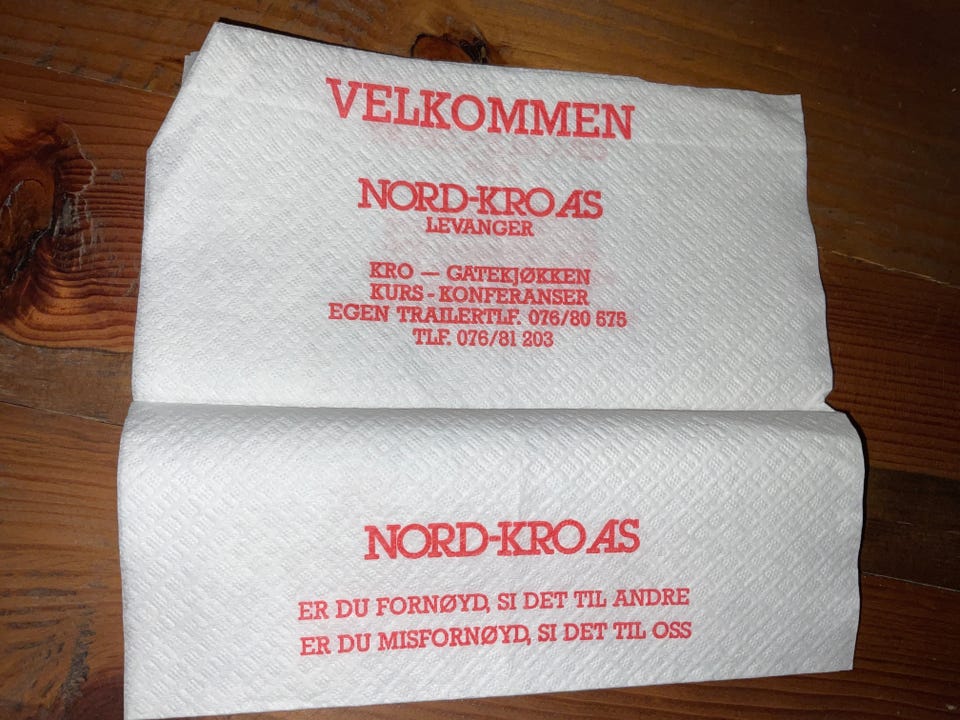 VELKOMMEN
NORD-KRO AS
LEVANGER
KRO — GATEKJØKKEN
KURS - KONFERANSER
EGEN TRAILERTLF. 076/80 575
TLF. 076/81 203
NORD-KRO AS
ER DU FORNØYD, SI DET TIL ANDRE
ER DU MISFORNØYD, SI DET TIL OSS